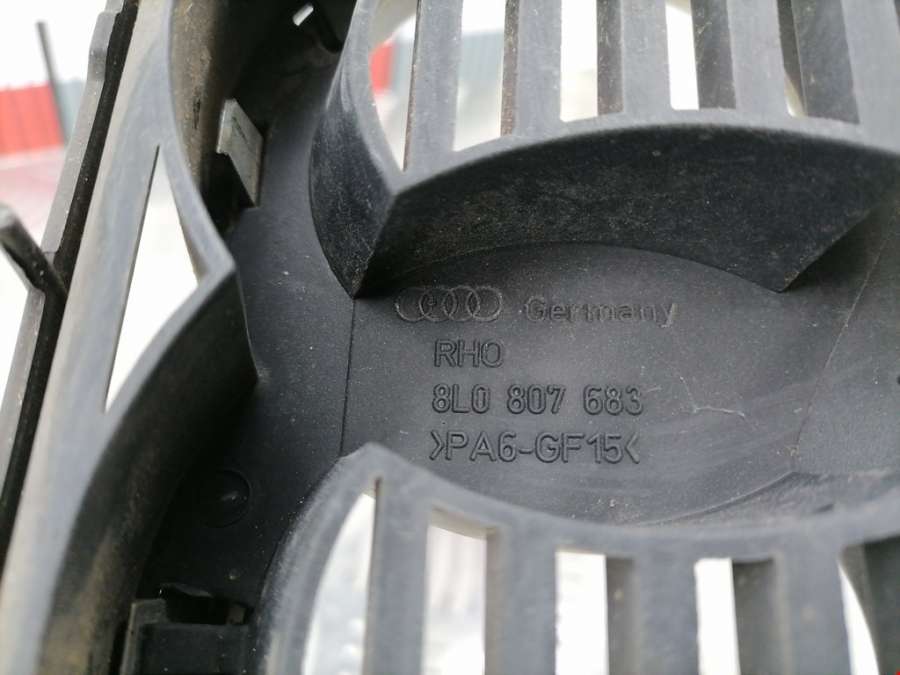 Germany
RHO
8L0 807 683
>PA6-GF15<